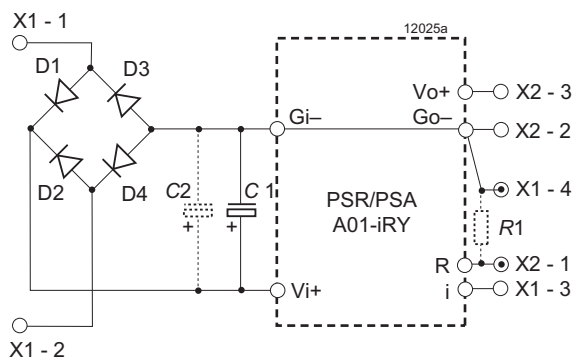 X1 - 1
12025a
D1
D3
Vo+
X2 - 3
Gi–
Go–
X2 - 2
D2
D4
C2
C 1
+
+
PSR/PSA
A01-iRY
X1 - 4
R1
R
X2 - 1
Vi+
i
X1 - 3
X1 - 2